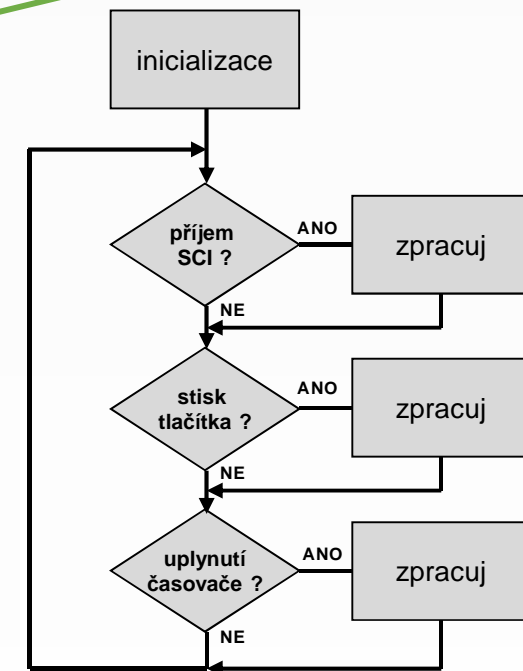 inicializace
příjem
SCI ?
ANO
zpracuj
NE
stisk
tlačítka ?
ANO
zpracuj
NE
uplynutí
časovače ?
ANO
zpracuj
NE